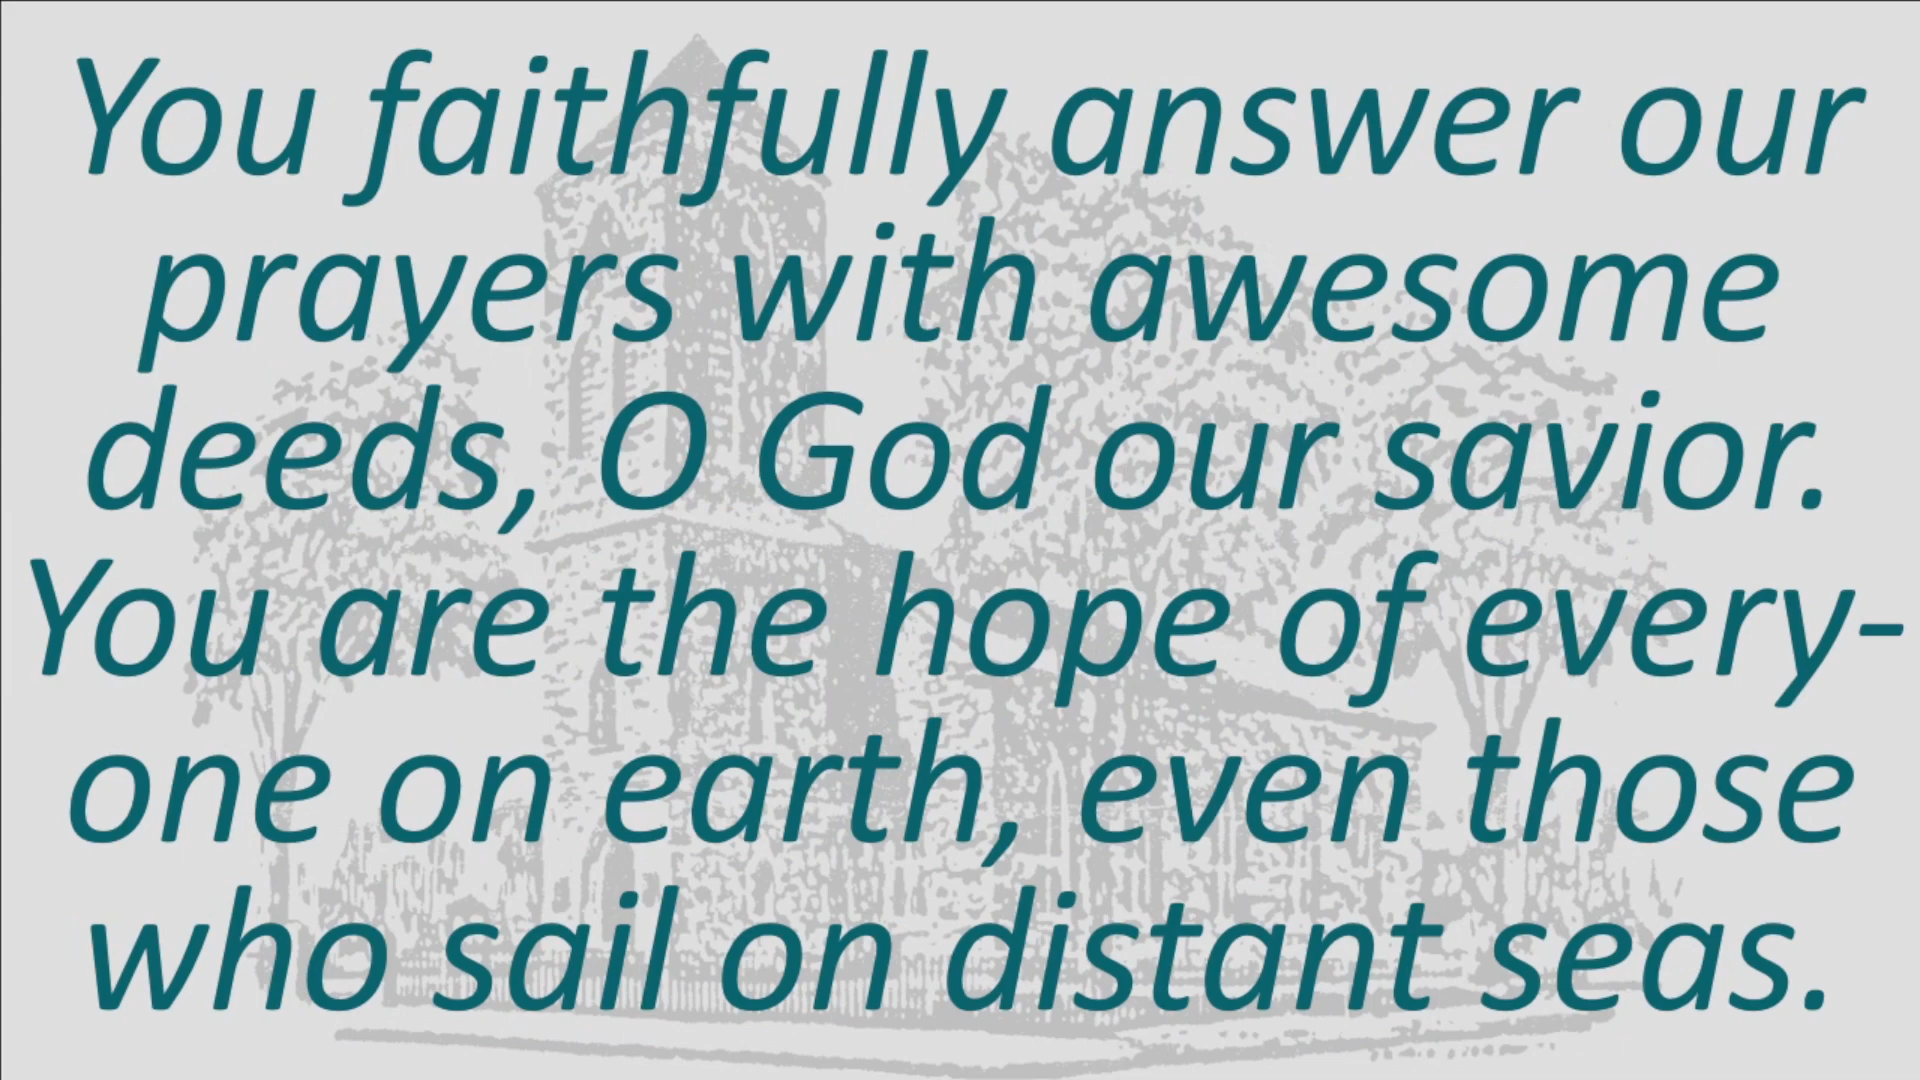 You faithfully answer our
prayers with awesome
deeds, O God our savior.
You are the hope of every-
one on earth, even those
who sail on distant seas.